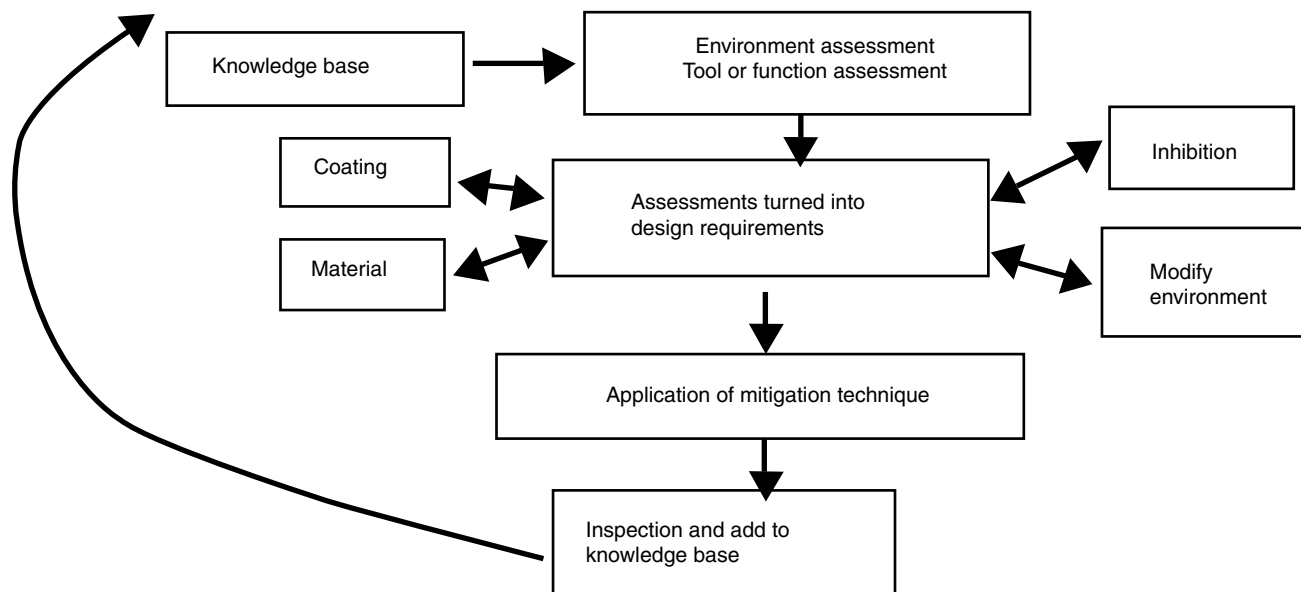 Knowledge base
Environment assessment
Tool or function assessment
Coating
Material
Assessments turned into
design requirements
Inhibition
Modify
environment
Application of mitigation technique
Inspection and add to
knowledge base